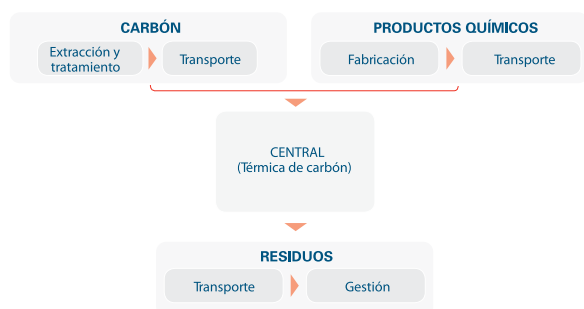 CARBÓN
Extracción y
tratamiento
Transporte
PRODUCTOS QUÍMICOS
Fabricación
Transporte
CENTRAL
(Térmica de carbón)
RESIDUOS
Transporte
Gestión